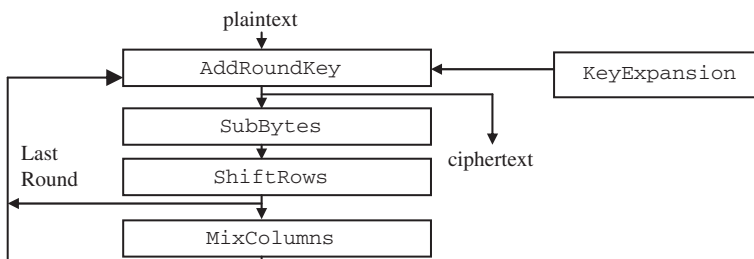 plaintext
AddRoundKey
KeyExpansion
SubBytes
ciphertext
Last
Round
ShiftRows
MixColumns